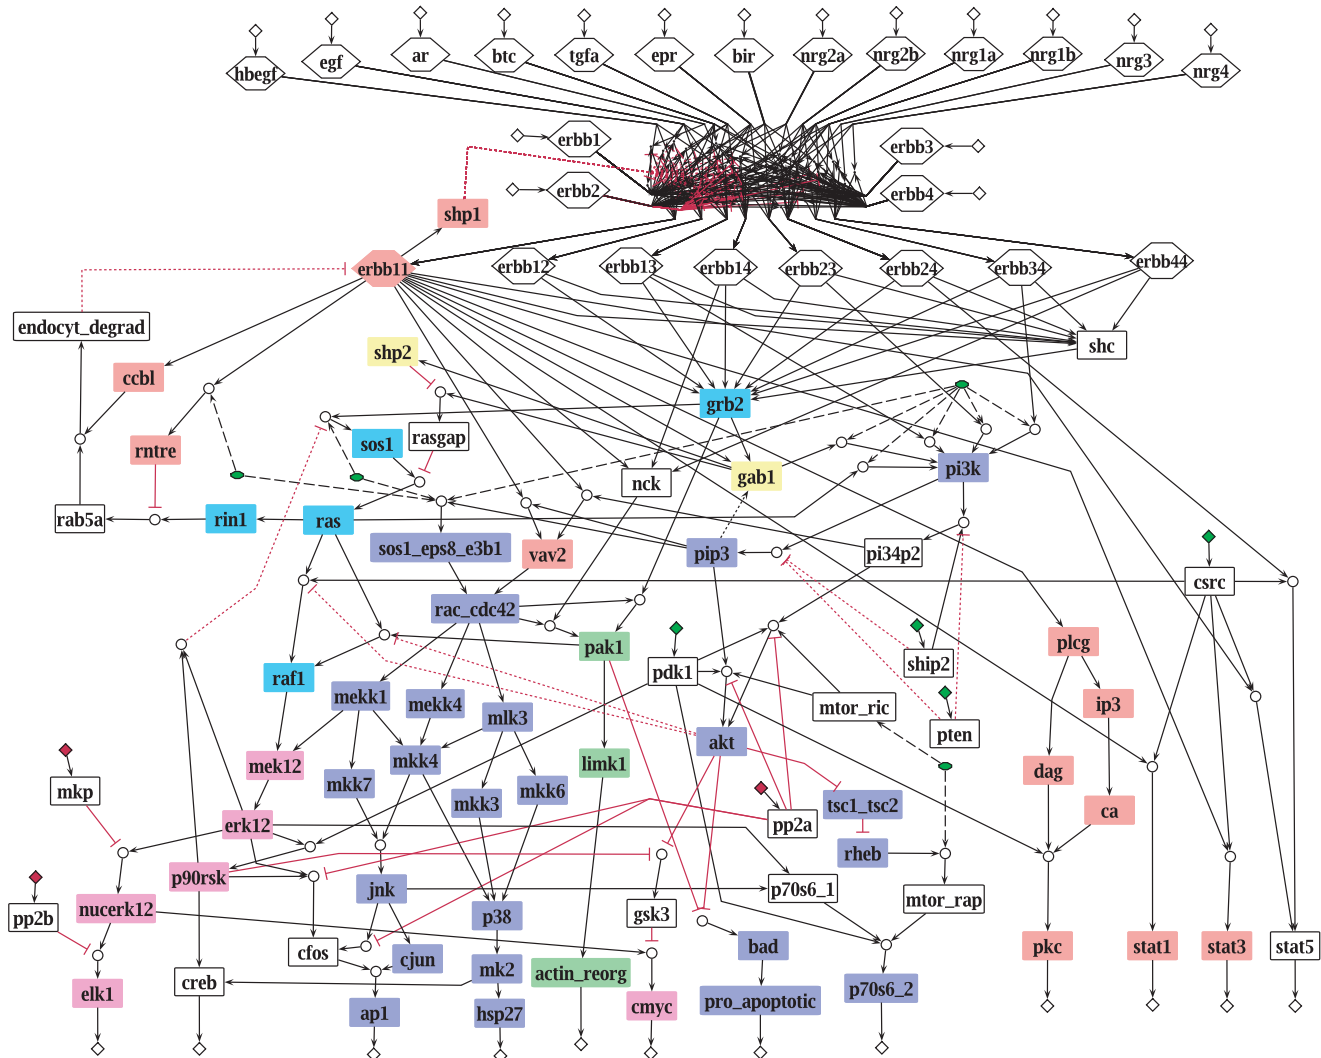 hbegf
egf
ar
btc
tgfa
epr
bir
nrg2a
nrg2b
nrg1a
nrg1b
nrg3
nrg4
erbb1
erbb3
erbb2
erbb4
shp1
erbb11
erbb12
erbb13
erbb14
erbb23
erbb24
erbb34
erbb44
endocyt_degrad
shp2
shc
ccbl
grb2
rntre
sos1
rasgap
nck
gab1
pi3k
rab5a
rin1
ras
sos1_eps8_e3b1
vav2
pip3
pi34p2
csrc
rac_cdc42
pak1
plcg
raf1
pdk1
ship2
mekk1
mekk4
mlk3
mtor_ric
ip3
akt
pten
mek12
mkk4
limk1
dag
mkp
mkk7
mkk3
mkk6
tsc1_tsc2
ca
erk12
pp2a
rheb
p90rsk
jnk
p70s6_1
mtor_rap
pp2b
nucerk12
p38
gsk3
cfos
cjun
bad
pkc
stat1
stat3
stat5
elk1
creb
mk2
actin_reorg
p70s6_2
ap1
hsp27
cmyc
pro_apoptotic